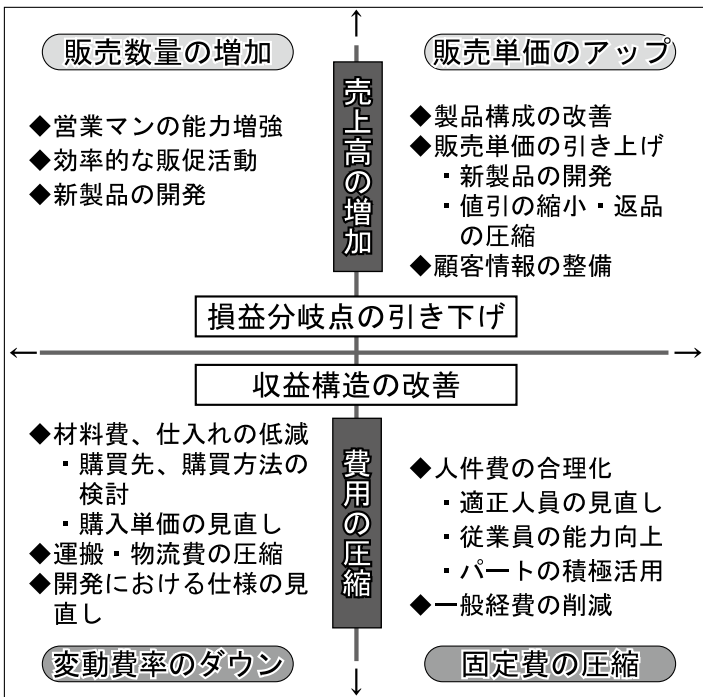 販売数量の増加
◆営業マンの能力増強
◆効率的な販促活動
◆新製品の開発
売上高の増加
販売単価のアップ
◆製品構成の改善
◆販売単価の引き上げ
・新製品の開発
・値引の縮小・返品
の圧縮
◆顧客情報の整備
損益分岐点の引き下げ
収益構造の改善
◆材料費、仕入れの低減
・購買先、購買方法の
検討
・購入単価の見直し
◆運搬・物流費の圧縮
◆開発における仕様の見
直し
変動費率のダウン
費用の圧縮
◆人件費の合理化
・適正人員の見直し
・従業員の能力向上
・パートの積極活用
◆一般経費の削減
固定費の圧縮